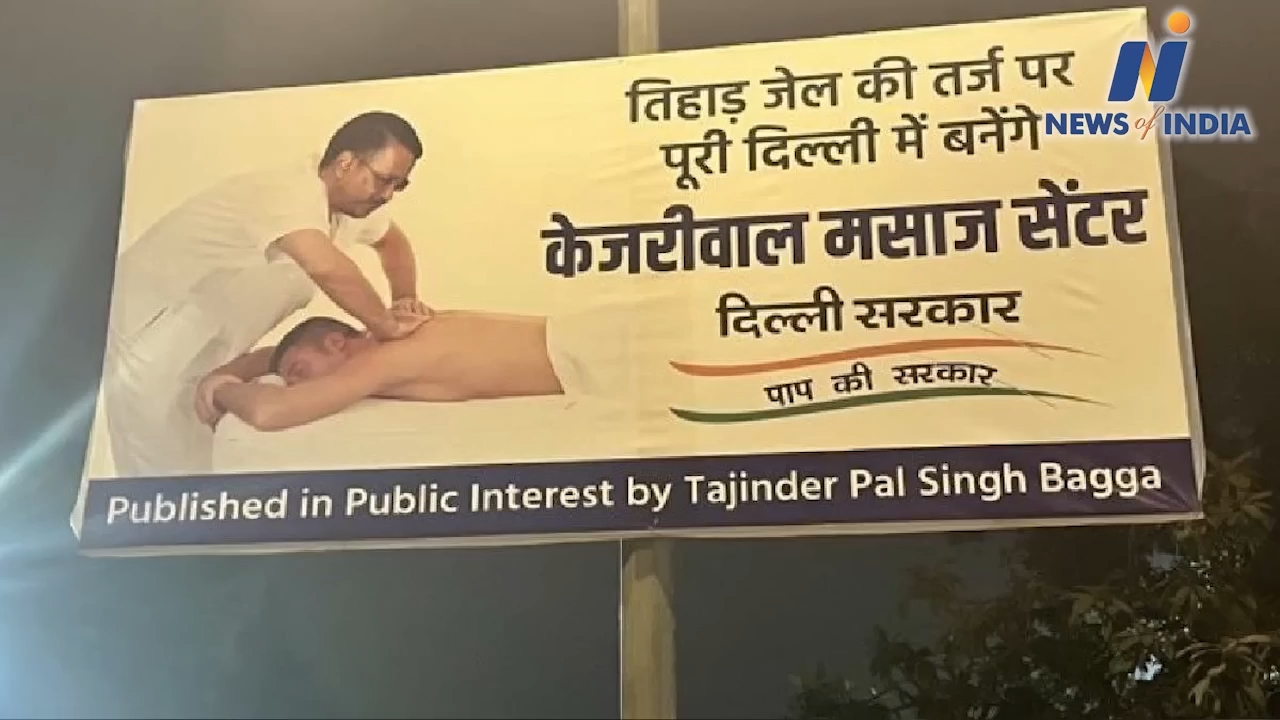 तिहाड़ जेल की तर्ज पर
पूरी दिल्ली में बनेंगे
केजरीवाल मसाज सेंटर
दिल्ली सरकार
पाप की सरकार
Published in Public Interest by Tajinder Pal Singh Bagga
NEWS of INDIA